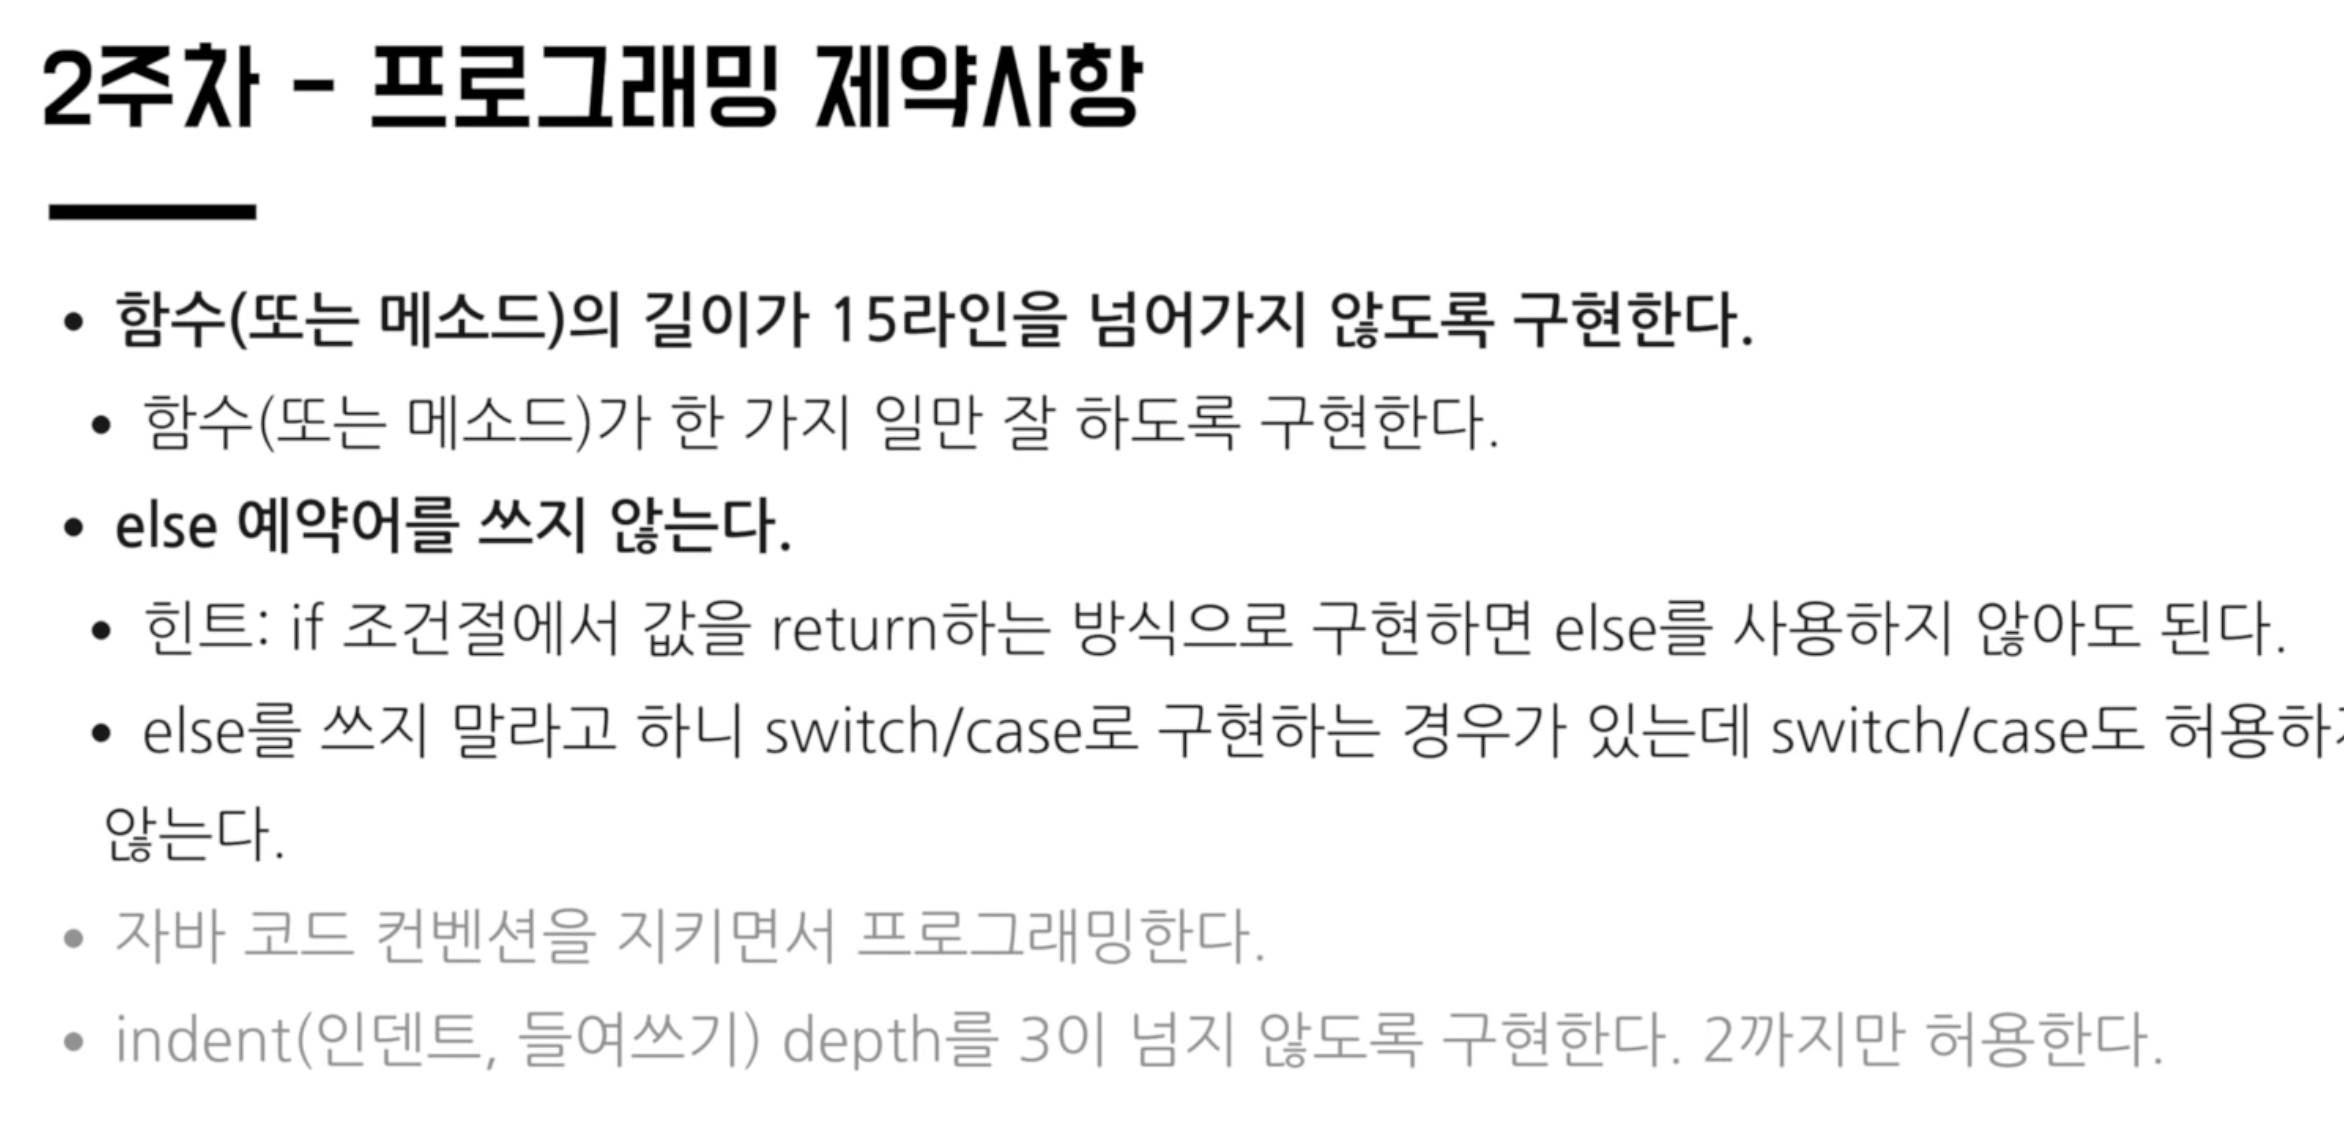 2주차 - 프로그래밍 제약사항
• 함수(또는 메소드)의 길이가 15라인을 넘어가지 않도록 구현한다.
• 함수(또는 메소드)가 한 가지 일만 잘 하도록 구현한다.
• else 예약어를 쓰지 않는다.
• 힌트: if 조건절에서 값을 return하는 방식으로 구현하면 else를 사용하지 않아도 된다.
• else를 쓰지 말라고 하니 switch/case로 구현하는 경우가 있는데 switch/case도 허용하지
않는다.
• 자바 코드 컨벤션을 지키면서 프로그래밍한다.
• indent(인덴트, 들여쓰기) depth를 3이 넘지 않도록 구현한다. 2까지만 허용한다.